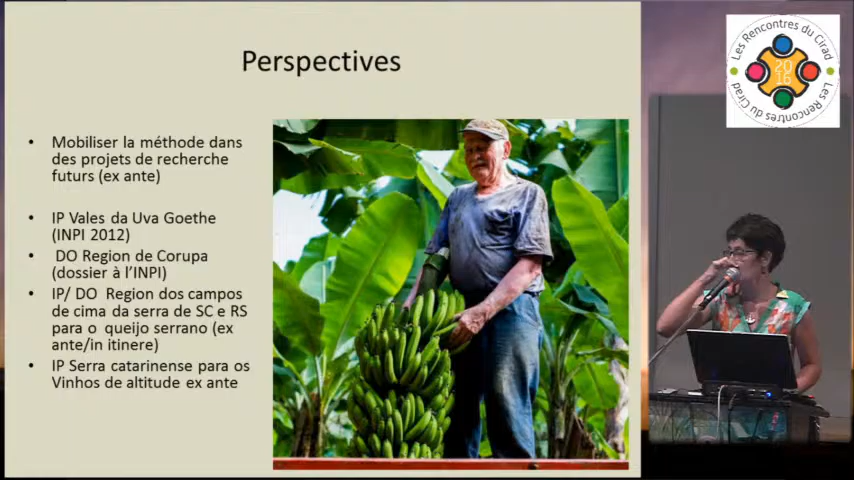 Perspectives
• Mobiliser la méthode dans
des projets de recherche
futurs (ex ante)
• IP Vales da Uva Goethe
(INPI 2012)
• DO Region de Corupa
(dossier à l'INPI)
• IP/ DO Region dos campos
de cima da serra de SC e RS
para o queijo serrano (ex
ante/in itinere)
• IP Serra catarinense para os
Vinhos de altitude ex ante
Les Rencontres du Cirad
20
16
Les Rencontres du Cirad